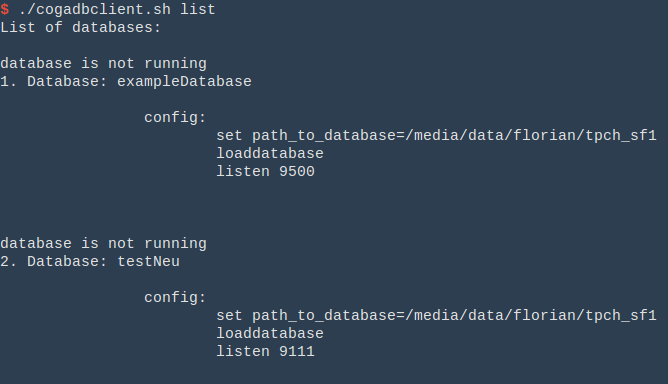 $ ./cogadbclient.sh list
List of databases:
database is not running
1. Database: exampleDatabase
config:
set path_to_database=/media/data/florian/tpch_sf1
loaddatabase
listen 9500
database is not running
2. Database: testNeu
config:
set path_to_database=/media/data/florian/tpch_sf1
loaddatabase
listen 9111